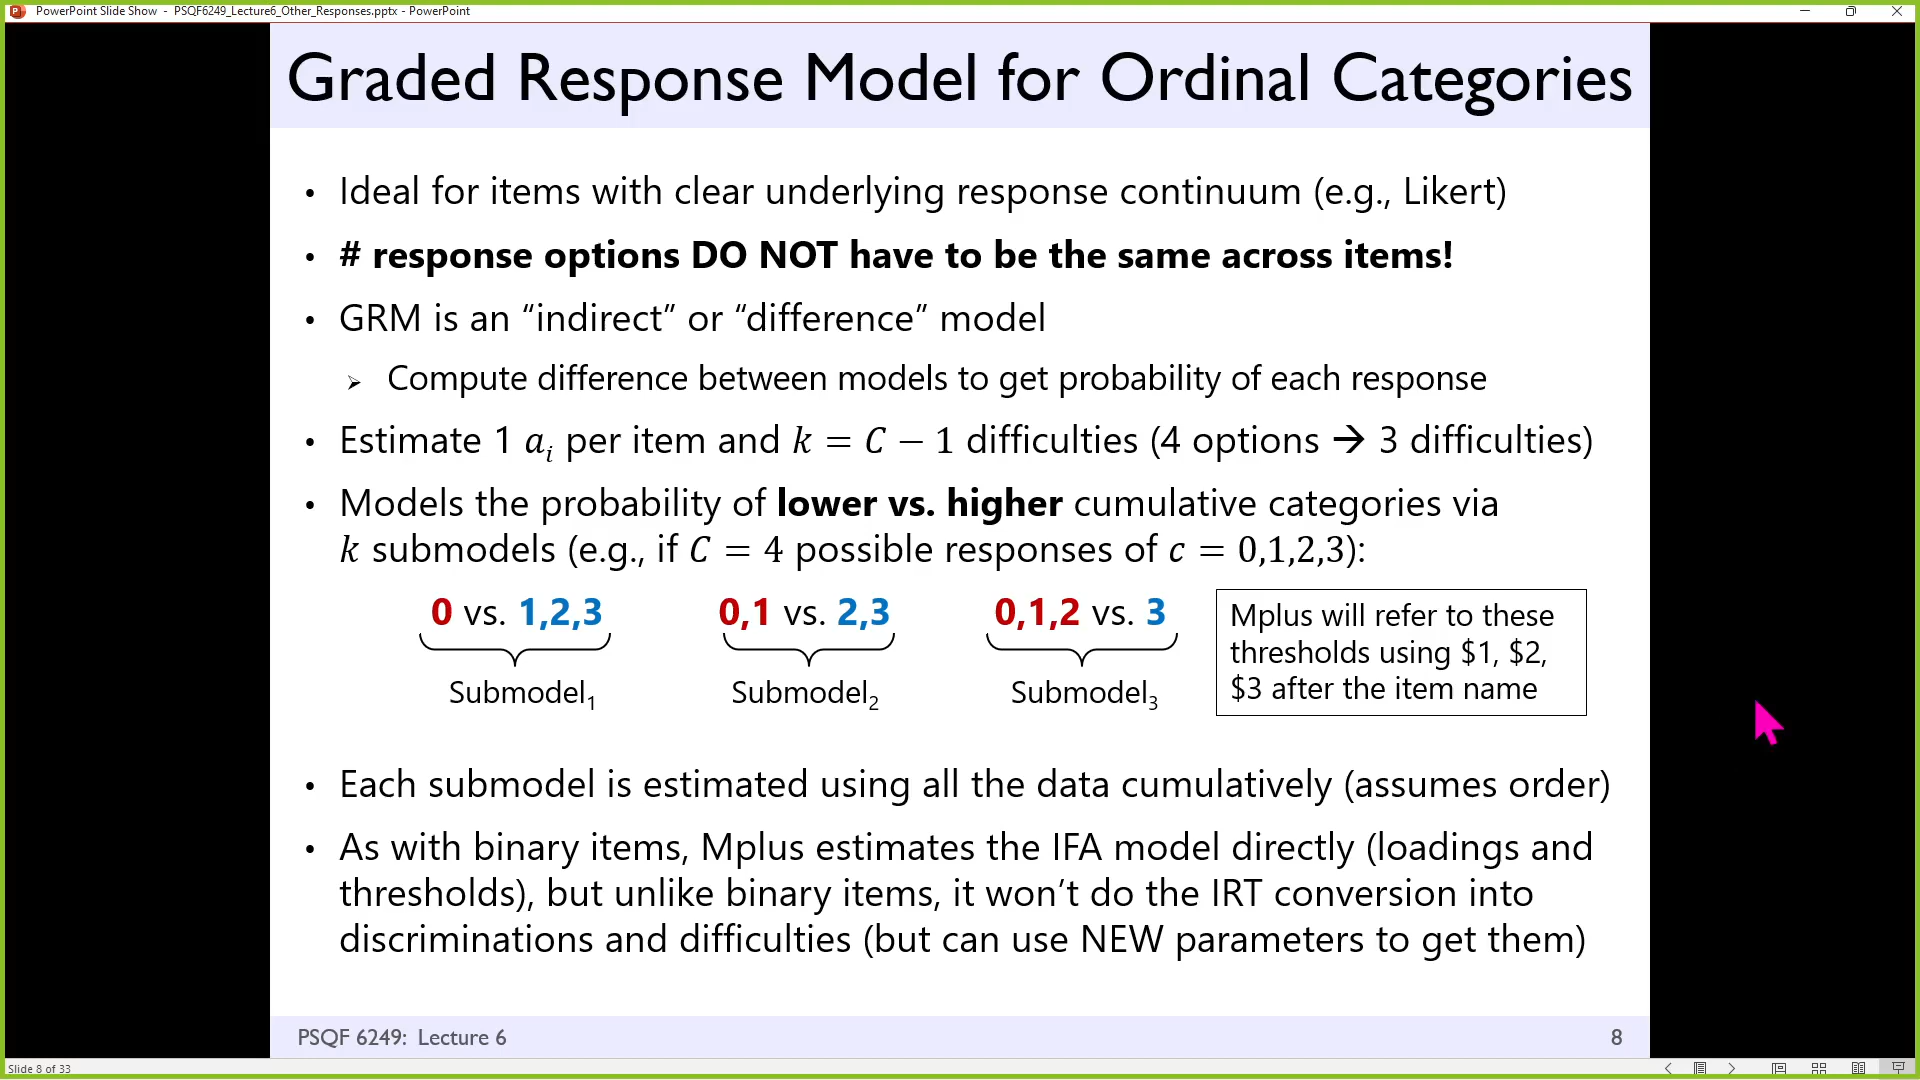 PowerPoint Slide Show - PSQF6249_Lecture6_Other_Responses.pptx - PowerPoint
Graded Response Model for Ordinal Categories
• Ideal for items with clear underlying response continuum (e.g., Likert)
• # response options DO NOT have to be the same across items!
• GRM is an “indirect” or “difference” model
➢ Compute difference between models to get probability of each response
• Estimate 1 𝑎ᵢ per item and 𝑘 = 𝐶 − 1 difficulties (4 options → 3 difficulties)
• Models the probability of lower vs. higher cumulative categories via
𝑘 submodels (e.g., if 𝐶 = 4 possible responses of 𝑐 = 0,1,2,3):
0 vs. 1,2,3 0,1 vs. 2,3 0,1,2 vs. 3
Submodel₁ Submodel₂ Submodel₃
Mplus will refer to these
thresholds using $1, $2,
$3 after the item name
• Each submodel is estimated using all the data cumulatively (assumes order)
• As with binary items, Mplus estimates the IFA model directly (loadings and
thresholds), but unlike binary items, it won’t do the IRT conversion into
discriminations and difficulties (but can use NEW parameters to get them)
PSQF 6249: Lecture 6 8
Slide 8 of 33